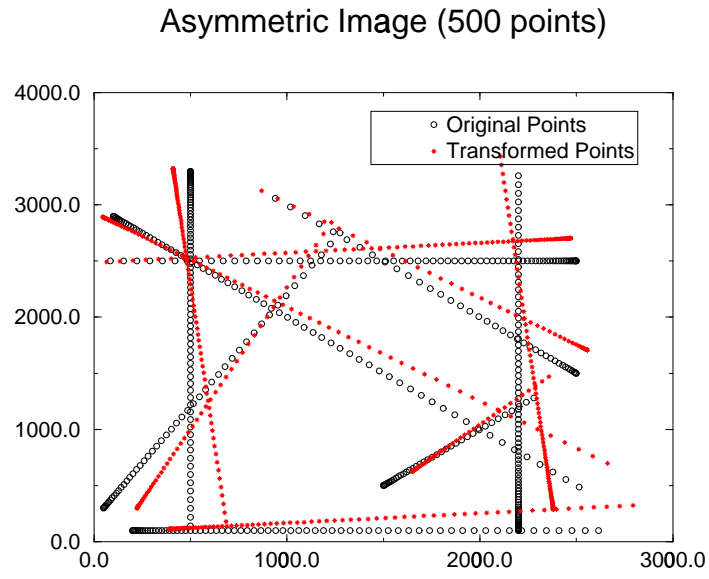 Asymmetric Image (500 points)
4000.0
Original Points
Transformed Points
3000.0
2000.0
1000.0
0.0
0.0 1000.0 2000.0 3000.0